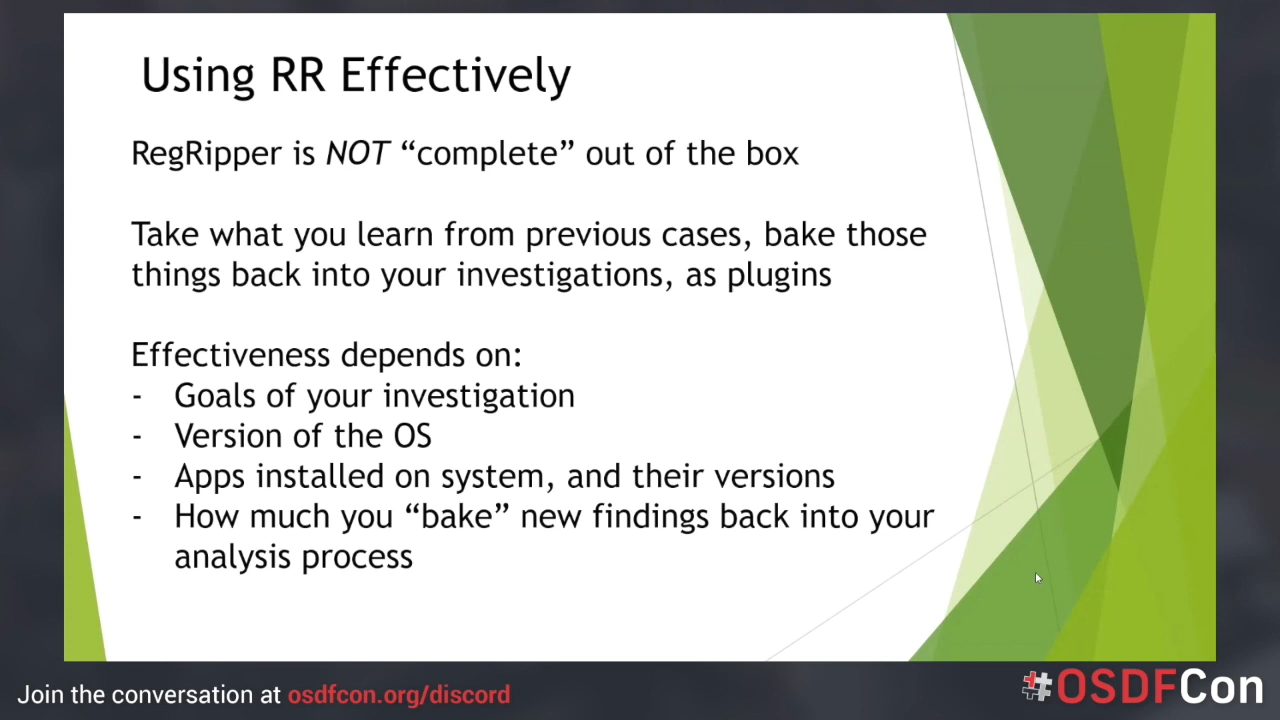 Using RR Effectively
RegRipper is NOT “complete” out of the box
Take what you learn from previous cases, bake those
things back into your investigations, as plugins
Effectiveness depends on:
- Goals of your investigation
- Version of the OS
- Apps installed on system, and their versions
- How much you “bake” new findings back into your
analysis process
Join the conversation at osdfcon.org/discord
#OSDFCon